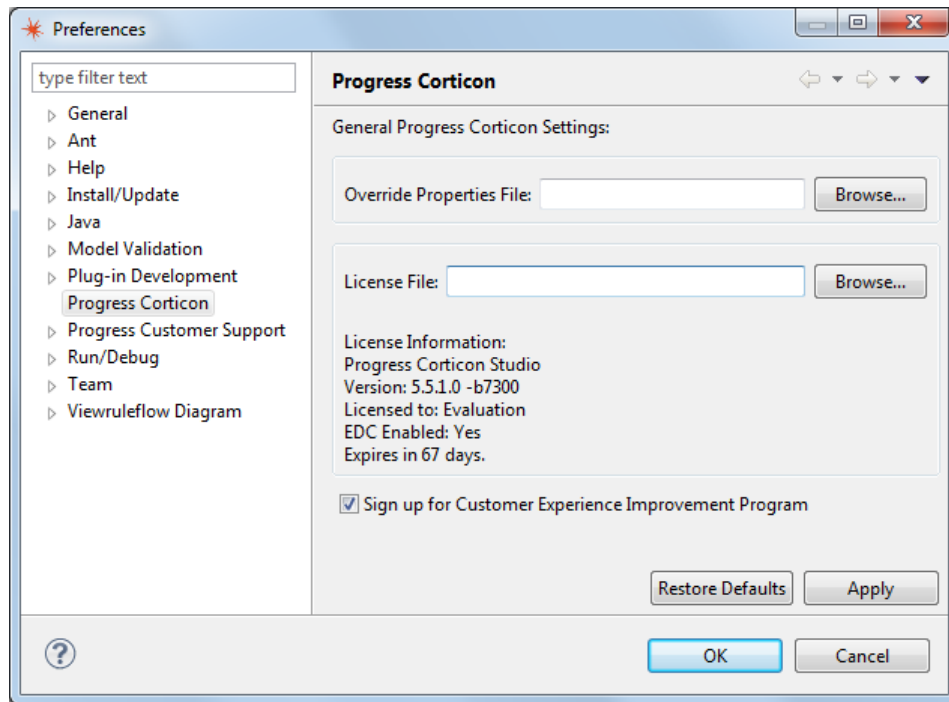 Preferences
type filter text
General
Ant
Help
Install/Update
Java
Model Validation
Plug-in Development
Progress Corticon
Progress Customer Support
Run/Debug
Team
Viewruleflow Diagram
Progress Corticon
General Progress Corticon Settings:
Override Properties File:
Browse...
License File:
Browse...
License Information:
Progress Corticon Studio
Version: 5.5.1.0 -b7300
Licensed to: Evaluation
EDC Enabled: Yes
Expires in 67 days.
Sign up for Customer Experience Improvement Program
Restore Defaults
Apply
?
OK
Cancel